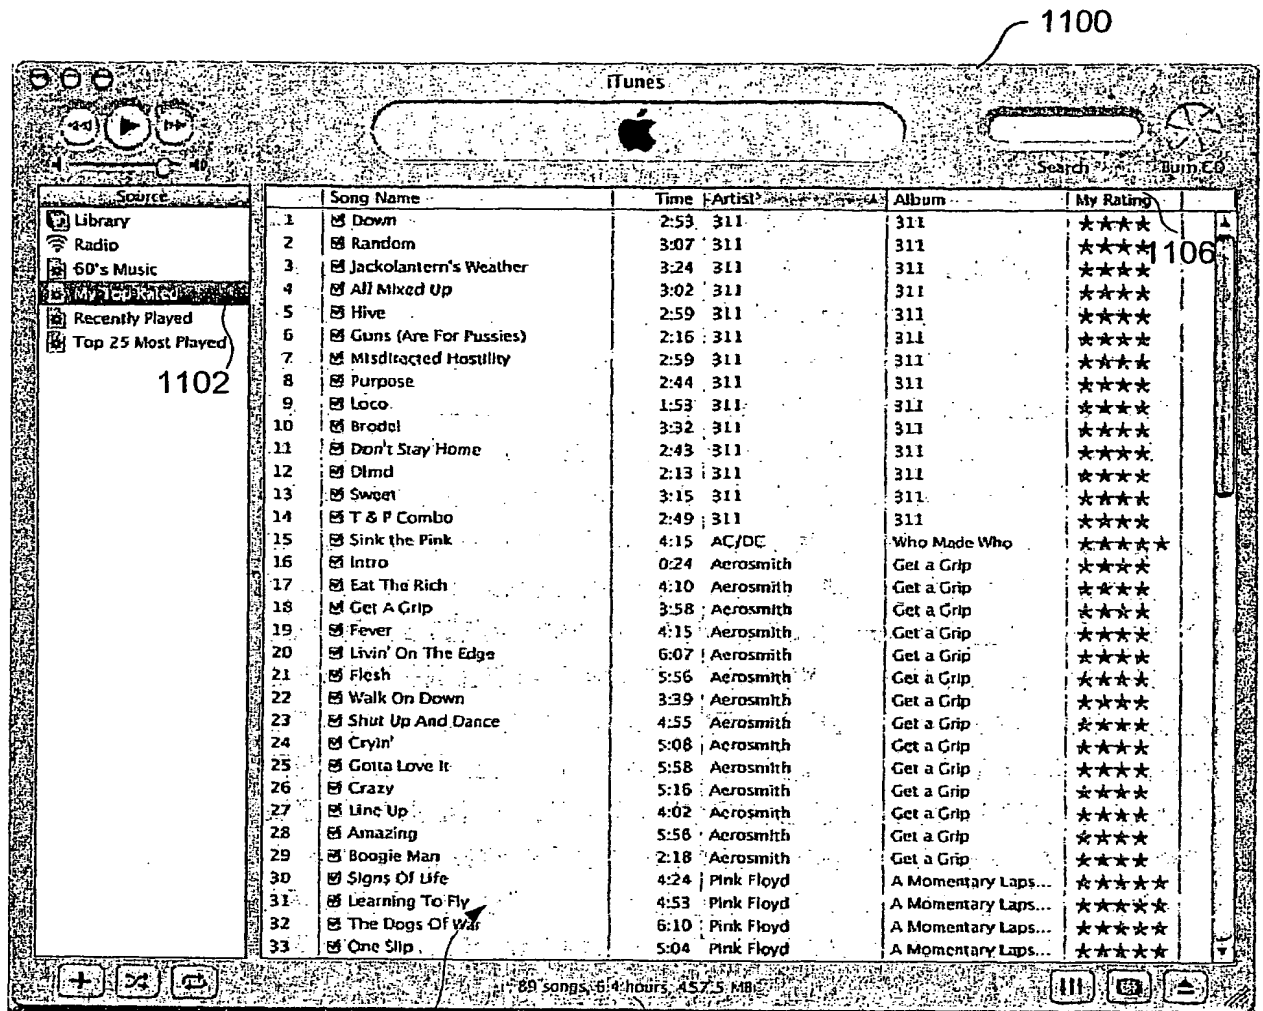 1100
iTunes
Search Burn CD
Source
Library
Radio
60's Music
My Top Rated
Recently Played
Top 25 Most Played
1102
Song Name Time Artist Album My Rating
1106
1 Down 2:53 311 311 ★★★★
2 Random 3:07 311 311 ★★★★
3 Jackolantern's Weather 3:24 311 311 ★★★★
4 All Mixed Up 3:02 311 311 ★★★★
5 Hive 2:59 311 311 ★★★★
6 Guns (Are For Pussies) 2:16 311 311 ★★★★
7 Misdirected Hostility 2:59 311 311 ★★★★
8 Purpose 2:44 311 311 ★★★★
9 Loco 1:53 311 311 ★★★★
10 Brodel 3:32 311 311 ★★★★
11 Don't Stay Home 2:43 311 311 ★★★★
12 Dlmd 2:13 311 311 ★★★★
13 Sweet 3:15 311 311 ★★★★
14 T & P Combo 2:49 311 311 ★★★★
15 Sink the Pink 4:15 AC/DC Who Made Who ★★★★★
16 Intro 0:24 Aerosmith Get a Grip ★★★★
17 Eat The Rich 4:10 Aerosmith Get a Grip ★★★★
18 Get A Grip 3:58 Aerosmith Get a Grip ★★★★
19 Fever 4:15 Aerosmith Get a Grip ★★★★
20 Livin' On The Edge 6:07 Aerosmith Get a Grip ★★★★
21 Flesh 5:56 Aerosmith Get a Grip ★★★★
22 Walk On Down 3:39 Aerosmith Get a Grip ★★★★
23 Shut Up And Dance 4:55 Aerosmith Get a Grip ★★★★
24 Cryin' 5:08 Aerosmith Get a Grip ★★★★
25 Gotta Love It 5:58 Aerosmith Get a Grip ★★★★
26 Crazy 5:16 Aerosmith Get a Grip ★★★★
27 Line Up 4:02 Aerosmith Get a Grip ★★★★
28 Amazing 5:56 Aerosmith Get a Grip ★★★★
29 Boogie Man 2:18 Aerosmith Get a Grip ★★★★
30 Signs Of Life 4:24 Pink Floyd A Momentary Laps... ★★★★★
31 Learning To Fly 4:53 Pink Floyd A Momentary Laps... ★★★★★
32 The Dogs Of War 6:10 Pink Floyd A Momentary Laps... ★★★★★
33 One Slip 5:04 Pink Floyd A Momentary Laps... ★★★★★
89 songs, 6.4 hours, 457.5 MB